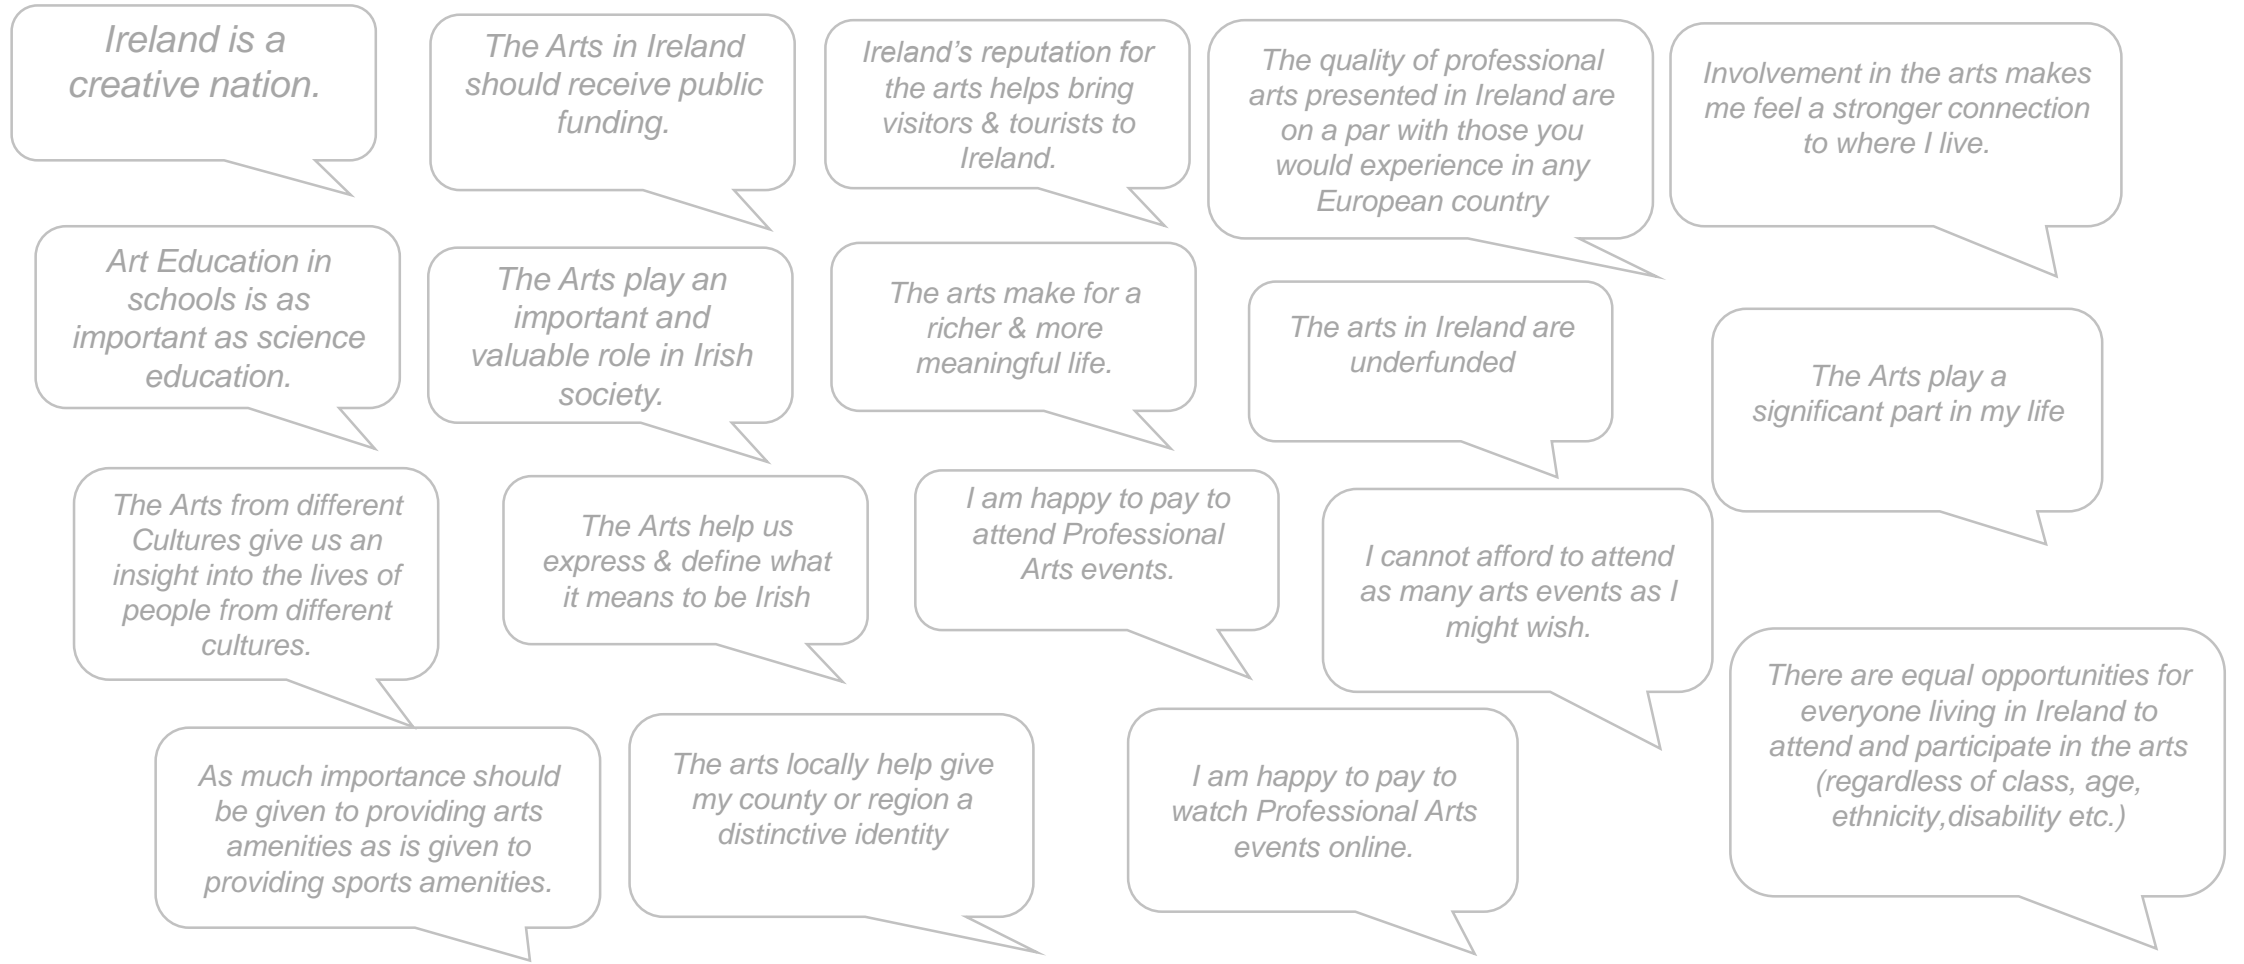 Ireland is a
creative nation.
The Arts in Ireland
should receive public
funding.
Ireland’s reputation for
the arts helps bring
visitors & tourists to
Ireland.
The quality of professional
arts presented in Ireland are
on a par with those you
would experience in any
European country
Involvement in the arts makes
me feel a stronger connection
to where I live.
Art Education in
schools is as
important as science
education.
The Arts play an
important and
valuable role in Irish
society.
The arts make for a
richer & more
meaningful life.
The arts in Ireland are
underfunded
The Arts play a
significant part in my life
The Arts from different
Cultures give us an
insight into the lives of
people from different
cultures.
The Arts help us
express & define what
it means to be Irish
I am happy to pay to
attend Professional
Arts events.
I cannot afford to attend
as many arts events as I
might wish.
There are equal opportunities for
everyone living in Ireland to
attend and participate in the arts
(regardless of class, age,
ethnicity,disability etc.)
As much importance should
be given to providing arts
amenities as is given to
providing sports amenities.
The arts locally help give
my county or region a
distinctive identity
I am happy to pay to
watch Professional Arts
events online.